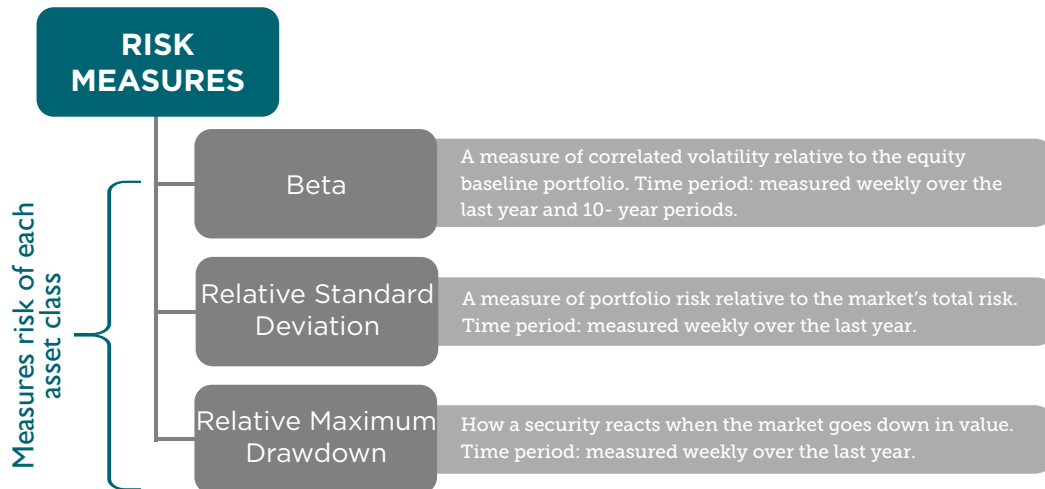 RISK
MEASURES
Measures risk of each
asset class
Beta
A measure of correlated volatility relative to the equity
baseline portfolio. Time period: measured weekly over the
last year and 10- year periods.
Relative Standard
Deviation
A measure of portfolio risk relative to the market’s total risk.
Time period: measured weekly over the last year.
Relative Maximum
Drawdown
How a security reacts when the market goes down in value.
Time period: measured weekly over the last year.